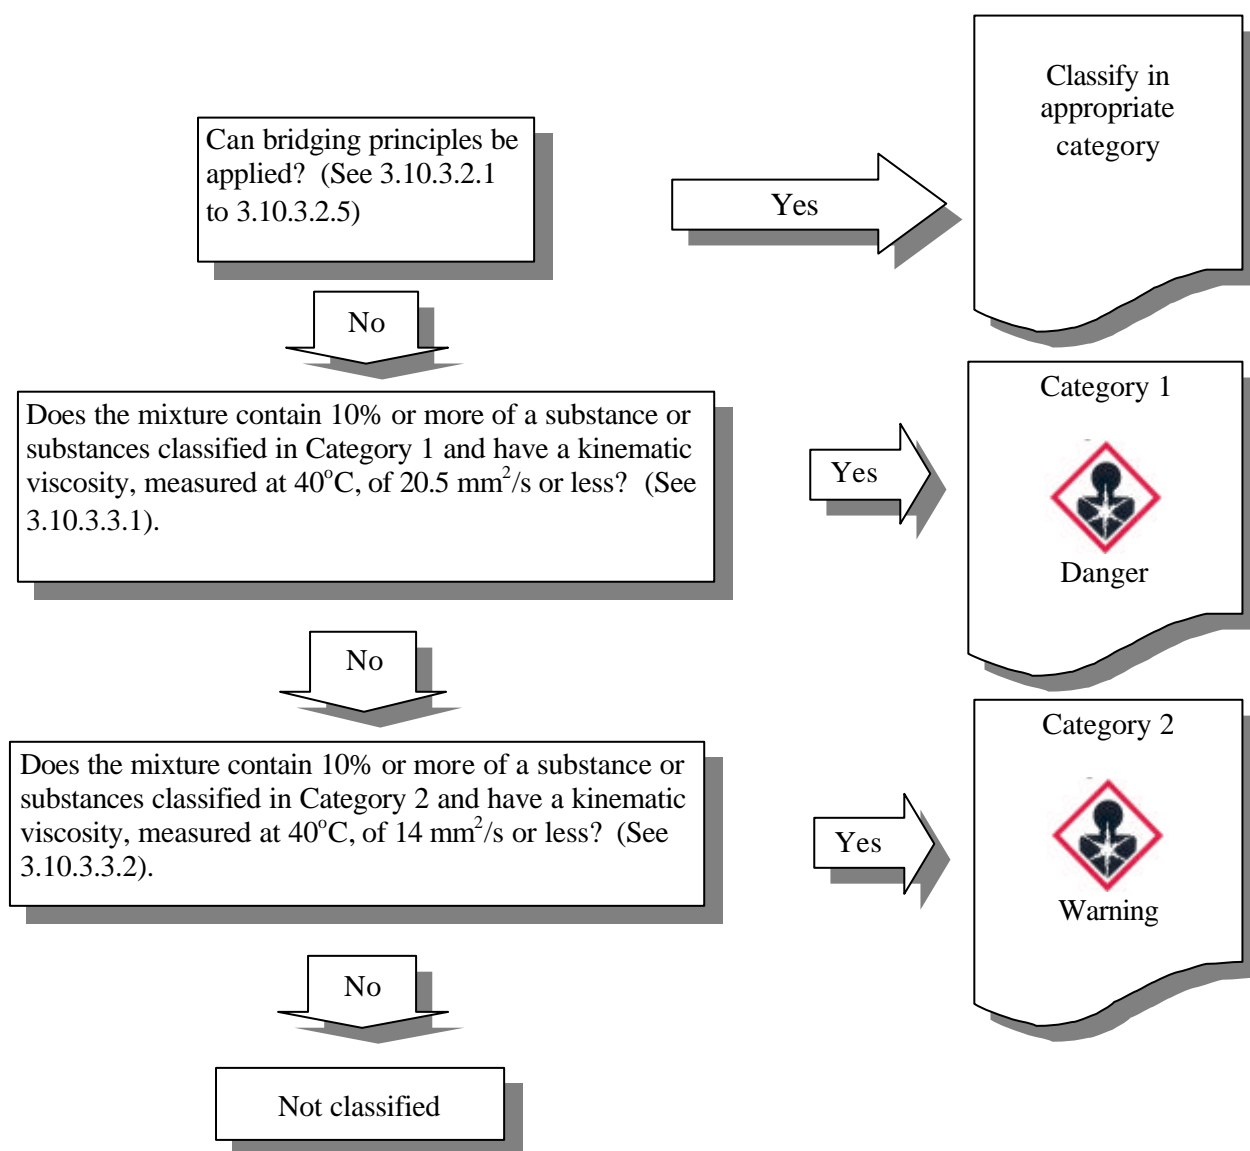 Can bridging principles be
applied? (See 3.10.3.2.1
to 3.10.3.2.5)
Yes
Classify in
appropriate
category
No
Does the mixture contain 10% or more of a substance or
substances classified in Category 1 and have a kinematic
viscosity, measured at 40°C, of 20.5 mm²/s or less? (See
3.10.3.3.1).
Yes
Category 1
Danger
No
Does the mixture contain 10% or more of a substance or
substances classified in Category 2 and have a kinematic
viscosity, measured at 40°C, of 14 mm²/s or less? (See
3.10.3.3.2).
Yes
Category 2
Warning
No
Not classified